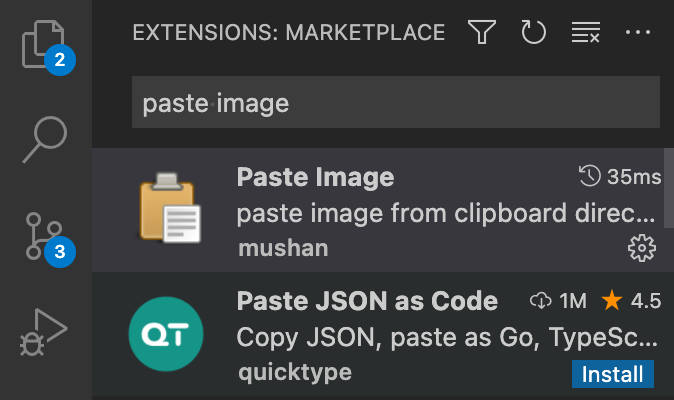 EXTENSIONS: MARKETPLACE
2
paste image
Paste Image 35ms
paste image from clipboard direc...
mushan
3
Paste JSON as Code 1M 4.5
QT
Copy JSON, paste as Go, TypeSc...
quicktype Install